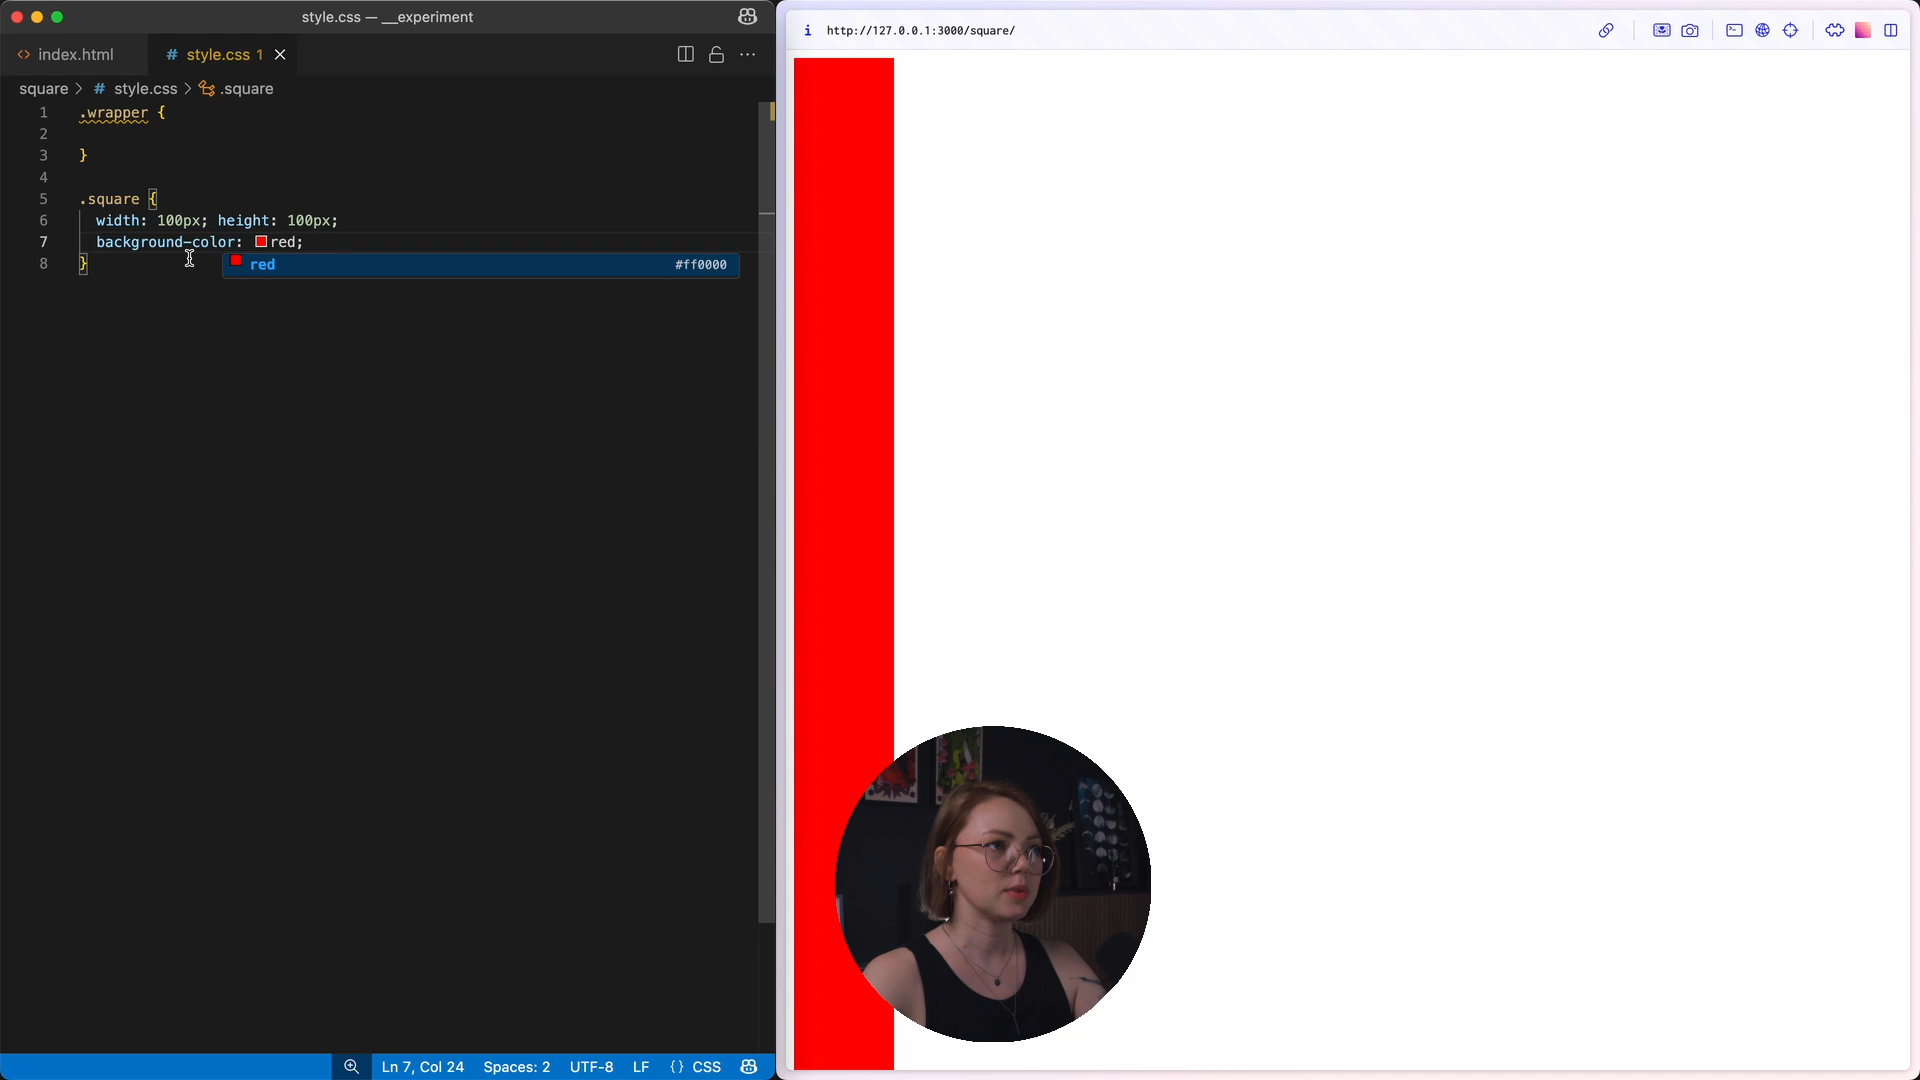 style.css — __experiment
index.html
# style.css 1
square > # style.css > .square
1 .wrapper {
2
3 }
4
5 .square {
6 width: 100px; height: 100px;
7 background-color: red;
8 }
red #ff0000
Ln 7, Col 24 Spaces: 2 UTF-8 LF {} CSS
i http://127.0.0.1:3000/square/